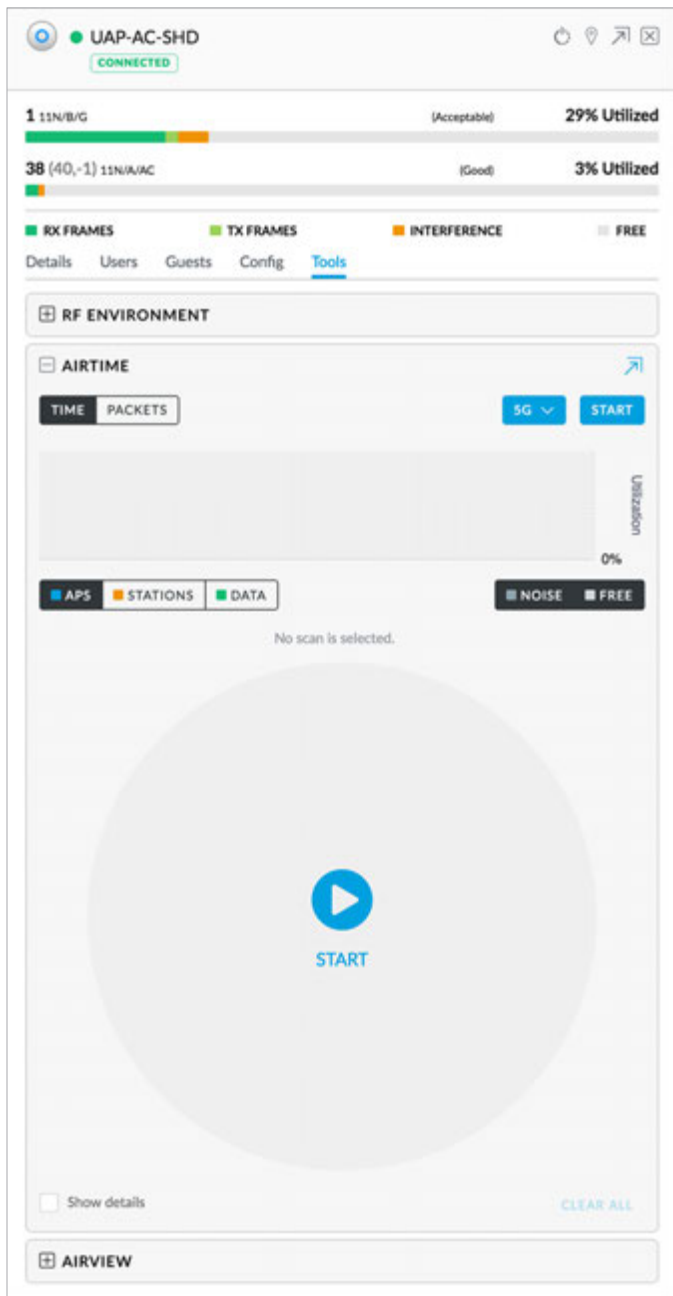 UAP-AC-SHD
CONNECTED
1 11N/B/G (Acceptable) 29% Utilized
38 (40,-1) 11N/A/AC (Good) 3% Utilized
RX FRAMES TX FRAMES INTERFERENCE FREE
Details Users Guests Config Tools
RF ENVIRONMENT
AIRTIME
TIME PACKETS 5G START
Utilization
0%
APS STATIONS DATA NOISE FREE
No scan is selected.
START
Show details CLEAR ALL
AIRVIEW